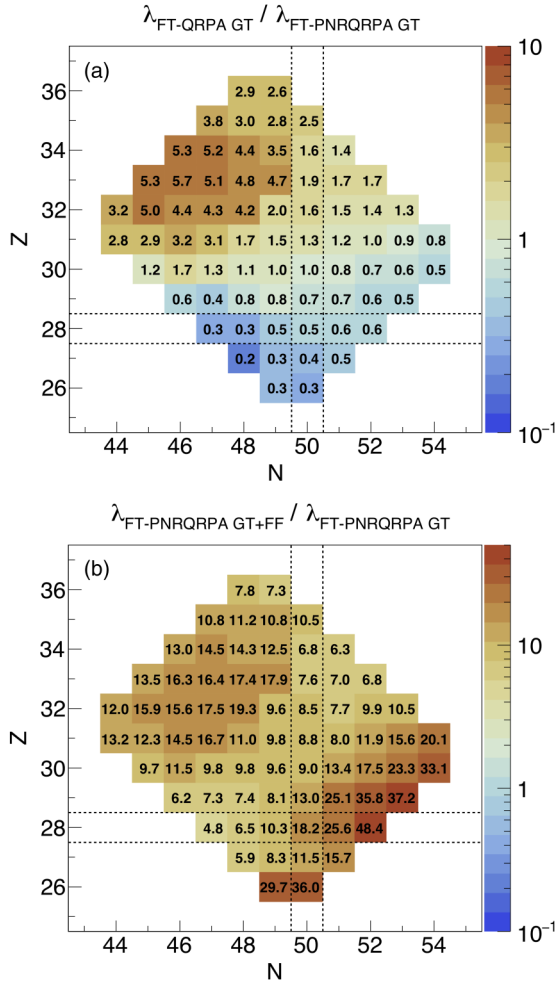 λFT-QRPA GT / λFT-PNRQRPA GT
(a)
10
36 2.9 2.6
3.8 3.0 2.8 2.5
34 5.3 5.2 4.4 3.5 1.6 1.4
5.3 5.7 5.1 4.8 4.7 1.9 1.7 1.7
32 3.2 5.0 4.4 4.3 4.2 2.0 1.6 1.5 1.4 1.3
Z 2.8 2.9 3.2 3.1 1.7 1.5 1.3 1.2 1.0 0.9 0.8 1
30 1.2 1.7 1.3 1.1 1.0 1.0 0.8 0.7 0.6 0.5
0.6 0.4 0.8 0.8 0.7 0.7 0.6 0.5
28 0.3 0.3 0.5 0.5 0.6 0.6
0.2 0.3 0.4 0.5
26 0.3 0.3
10−1
44 46 48 50 52 54
N
λFT-PNRQRPA GT+FF / λFT-PNRQRPA GT
(b)
36 7.8 7.3
10.8 11.2 10.8 10.5
34 13.0 14.5 14.3 12.5 6.8 6.3 10
13.5 16.3 16.4 17.4 17.9 7.6 7.0 6.8
32 12.0 15.9 15.6 17.5 19.3 9.6 8.5 7.7 9.9 10.5
Z 13.2 12.3 14.5 16.7 11.0 9.8 8.8 8.0 11.9 15.6 20.1
30 9.7 11.5 9.8 9.8 9.6 9.0 13.4 17.5 23.3 33.1
6.2 7.3 7.4 8.1 13.0 25.1 35.8 37.2 1
28 4.8 6.5 10.3 18.2 25.6 48.4
5.9 8.3 11.5 15.7
26 29.7 36.0
10−1
44 46 48 50 52 54
N